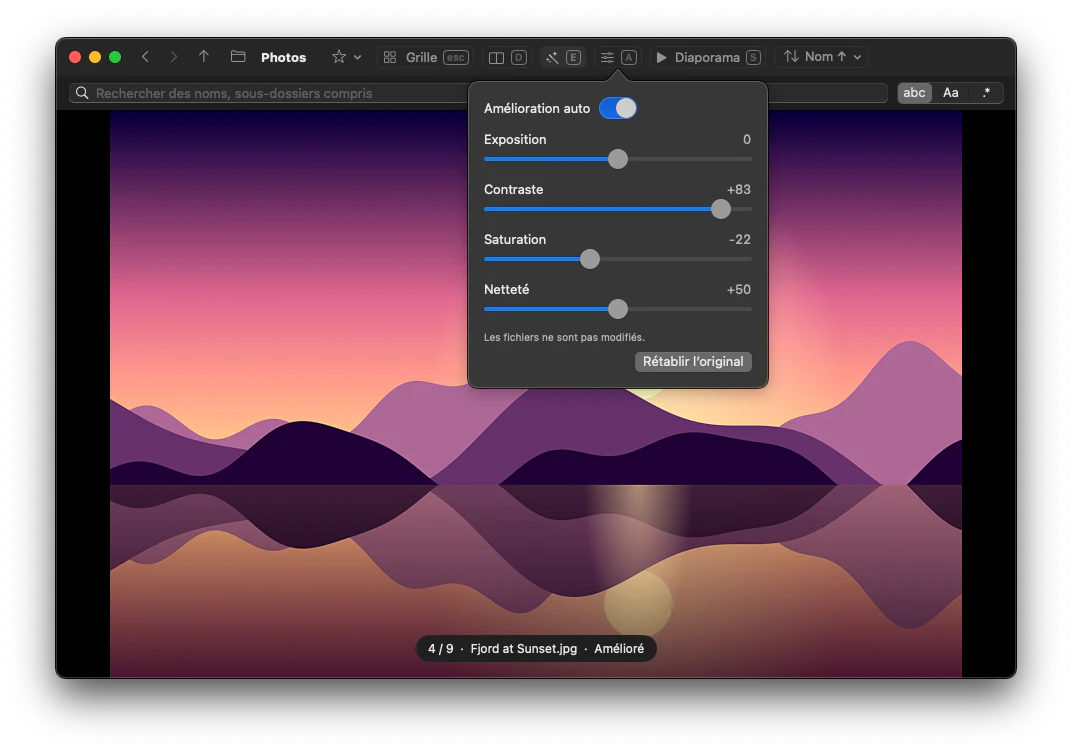 Photos
Grille esc
D
E
A
Diaporama S
Nom
Rechercher des noms, sous-dossiers compris
abc
Aa
.*
Amélioration auto
Exposition 0
Contraste +83
Saturation -22
Netteté +50
Les fichiers ne sont pas modifiés.
Rétablir l'original
4 / 9 · Fjord at Sunset.jpg · Amélioré